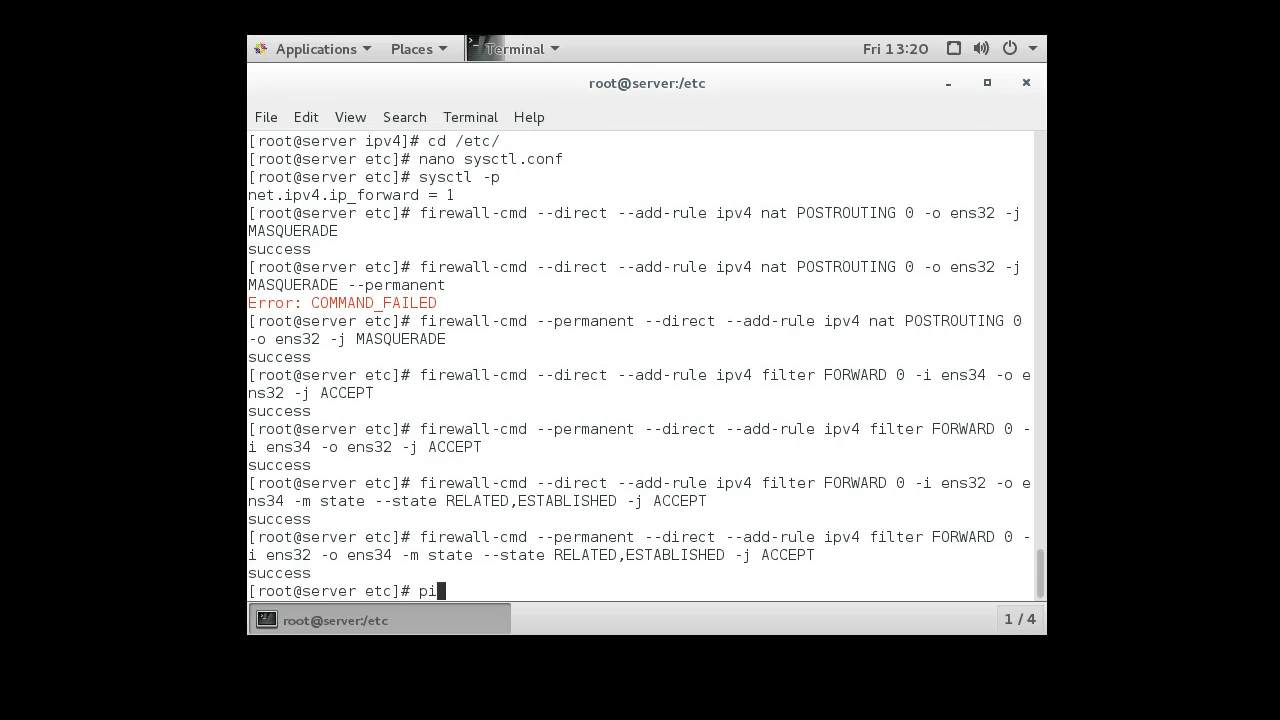 Applications Places Terminal Fri 13:20
root@server:/etc
File Edit View Search Terminal Help
[root@server ipv4]# cd /etc/
[root@server etc]# nano sysctl.conf
[root@server etc]# sysctl -p
net.ipv4.ip_forward = 1
[root@server etc]# firewall-cmd --direct --add-rule ipv4 nat POSTROUTING 0 -o ens32 -j
MASQUERADE
success
[root@server etc]# firewall-cmd --direct --add-rule ipv4 nat POSTROUTING 0 -o ens32 -j
MASQUERADE --permanent
Error: COMMAND_FAILED
[root@server etc]# firewall-cmd --permanent --direct --add-rule ipv4 nat POSTROUTING 0
-o ens32 -j MASQUERADE
success
[root@server etc]# firewall-cmd --direct --add-rule ipv4 filter FORWARD 0 -i ens34 -o e
ns32 -j ACCEPT
success
[root@server etc]# firewall-cmd --permanent --direct --add-rule ipv4 filter FORWARD 0 -
i ens34 -o ens32 -j ACCEPT
success
[root@server etc]# firewall-cmd --direct --add-rule ipv4 filter FORWARD 0 -i ens32 -o e
ns34 -m state --state RELATED,ESTABLISHED -j ACCEPT
success
[root@server etc]# firewall-cmd --permanent --direct --add-rule ipv4 filter FORWARD 0 -
i ens32 -o ens34 -m state --state RELATED,ESTABLISHED -j ACCEPT
success
[root@server etc]# pi
root@server:/etc 1 / 4